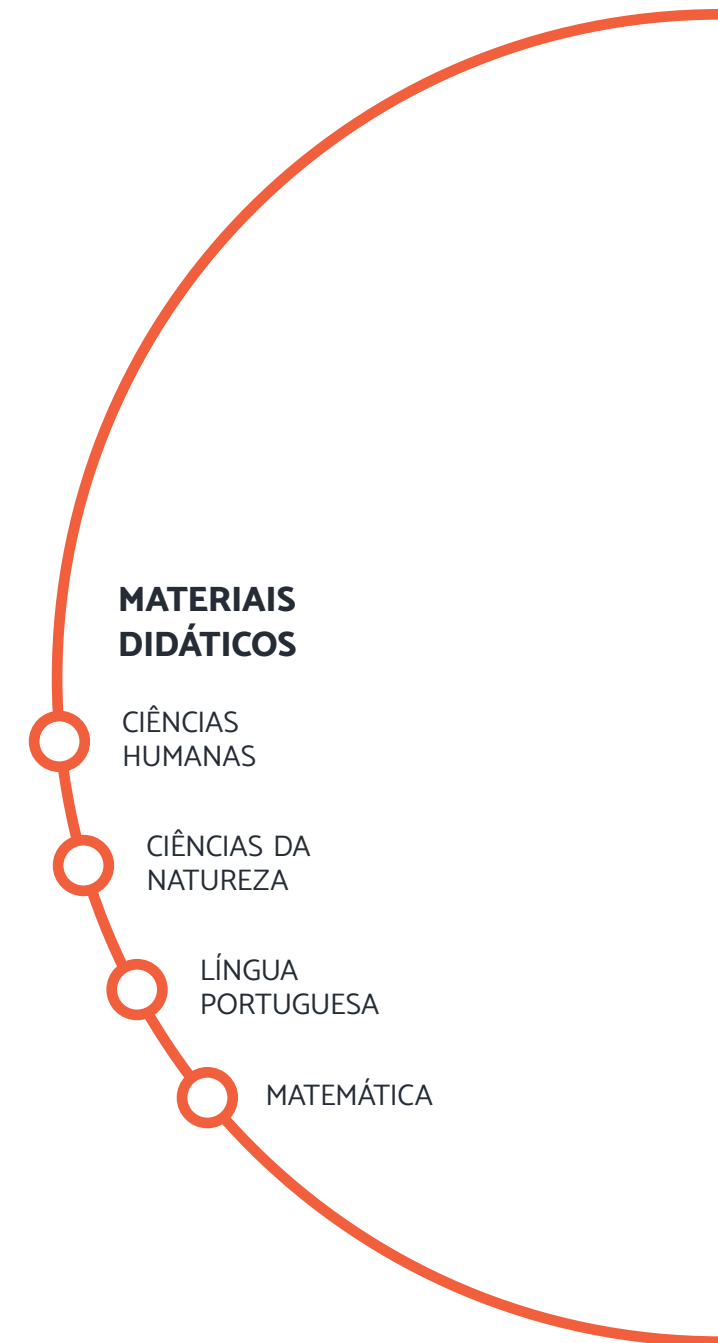 MATERIAIS
DIDÁTICOS
CIÊNCIAS
HUMANAS
CIÊNCIAS DA
NATUREZA
LÍNGUA
PORTUGUESA
MATEMÁTICA